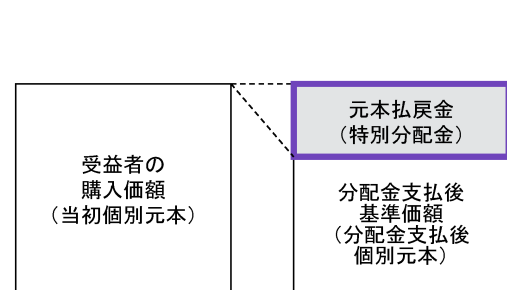 元本払戻金
（特別分配金）
受益者の
購入価額
（当初個別元本）
分配金支払後
基準価額
（分配金支払後
個別元本）